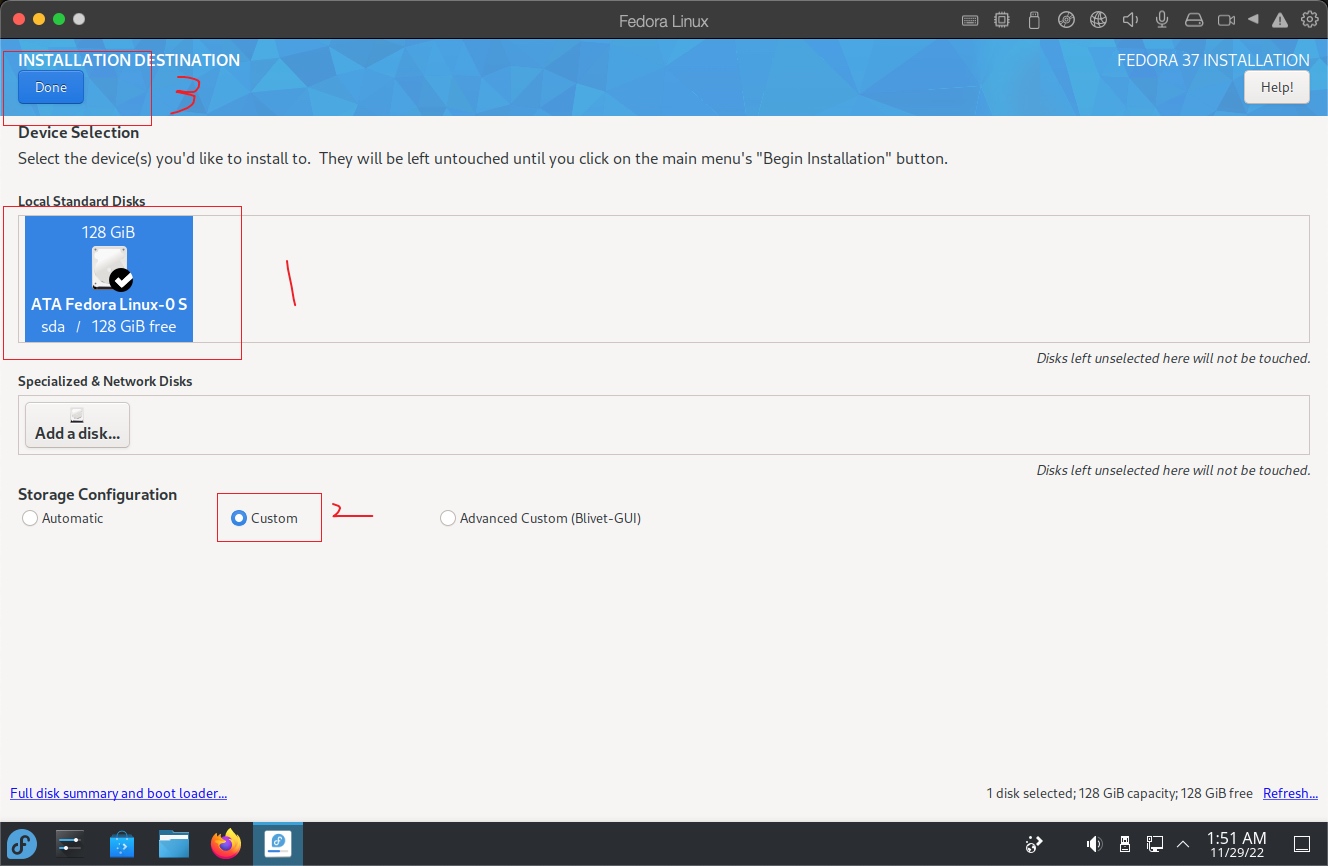 Fedora Linux
INSTALLATION DESTINATION
FEDORA 37 INSTALLATION
Done
3
Help!
Device Selection
Select the device(s) you'd like to install to. They will be left untouched until you click on the main menu's "Begin Installation" button.
Local Standard Disks
128 GiB
1
ATA Fedora Linux-0 S
sda / 128 GiB free
Disks left unselected here will not be touched.
Specialized & Network Disks
Add a disk...
Disks left unselected here will not be touched.
Storage Configuration
2
Automatic
Custom
Advanced Custom (Blivet-GUI)
Full disk summary and boot loader...
1 disk selected; 128 GiB capacity; 128 GiB free
Refresh...
1:51 AM
11/29/22